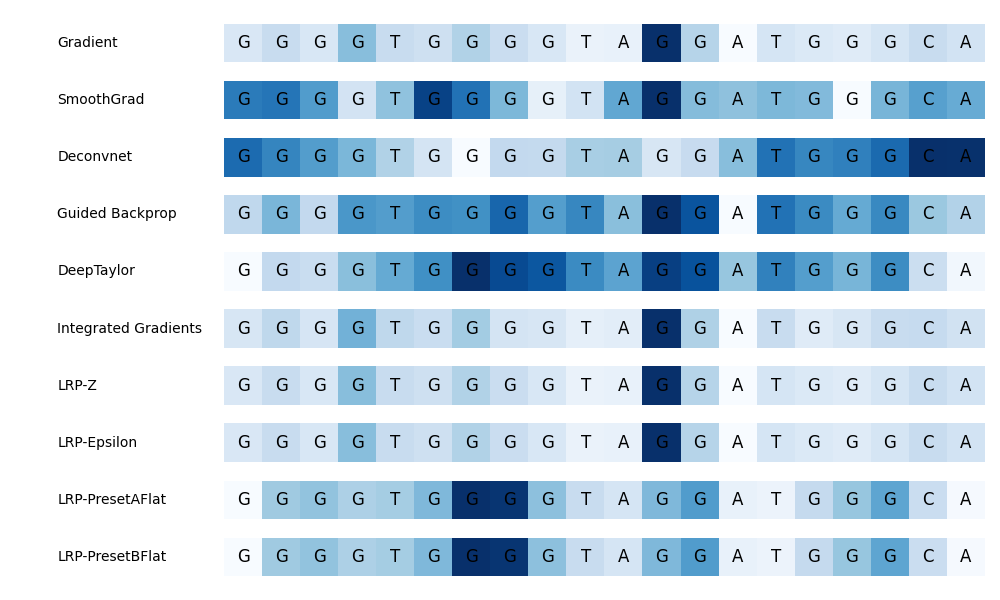 Gradient G G G G T G G G G T A G G A T G G G C A
SmoothGrad G G G G T G G G G T A G G A T G G G C A
Deconvnet G G G G T G G G G T A G G A T G G G C A
Guided Backprop G G G G T G G G G T A G G A T G G G C A
DeepTaylor G G G G T G G G G T A G G A T G G G C A
Integrated Gradients G G G G T G G G G T A G G A T G G G C A
LRP-Z G G G G T G G G G T A G G A T G G G C A
LRP-Epsilon G G G G T G G G G T A G G A T G G G C A
LRP-PresetAFlat G G G G T G G G G T A G G A T G G G C A
LRP-PresetBFlat G G G G T G G G G T A G G A T G G G C A